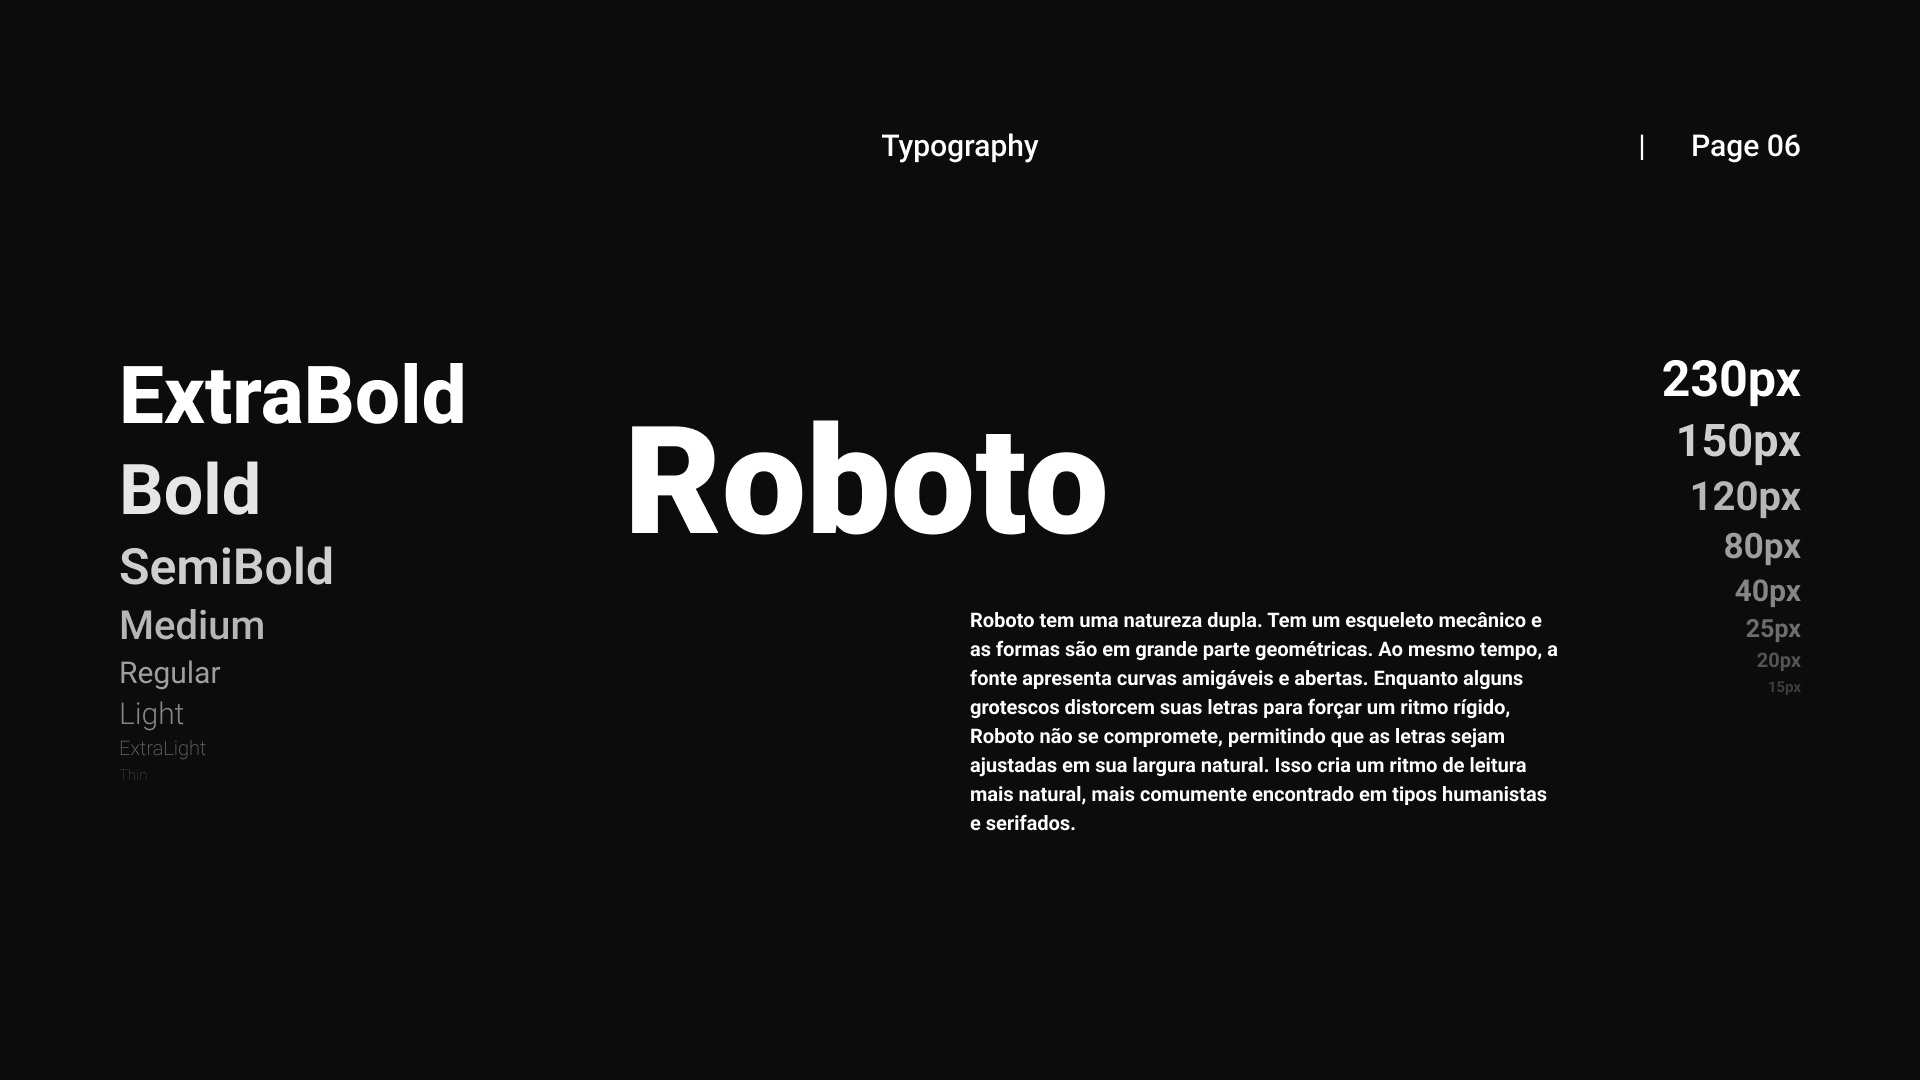 Typography
| Page 06
ExtraBold
Bold
SemiBold
Medium
Regular
Light
ExtraLight
Thin
Roboto
Roboto tem uma natureza dupla. Tem um esqueleto mecânico e
as formas são em grande parte geométricas. Ao mesmo tempo, a
fonte apresenta curvas amigáveis e abertas. Enquanto alguns
grotescos distorcem suas letras para forçar um ritmo rígido,
Roboto não se compromete, permitindo que as letras sejam
ajustadas em sua largura natural. Isso cria um ritmo de leitura
mais natural, mais comumente encontrado em tipos humanistas
e serifados.
230px
150px
120px
80px
40px
25px
20px
15px